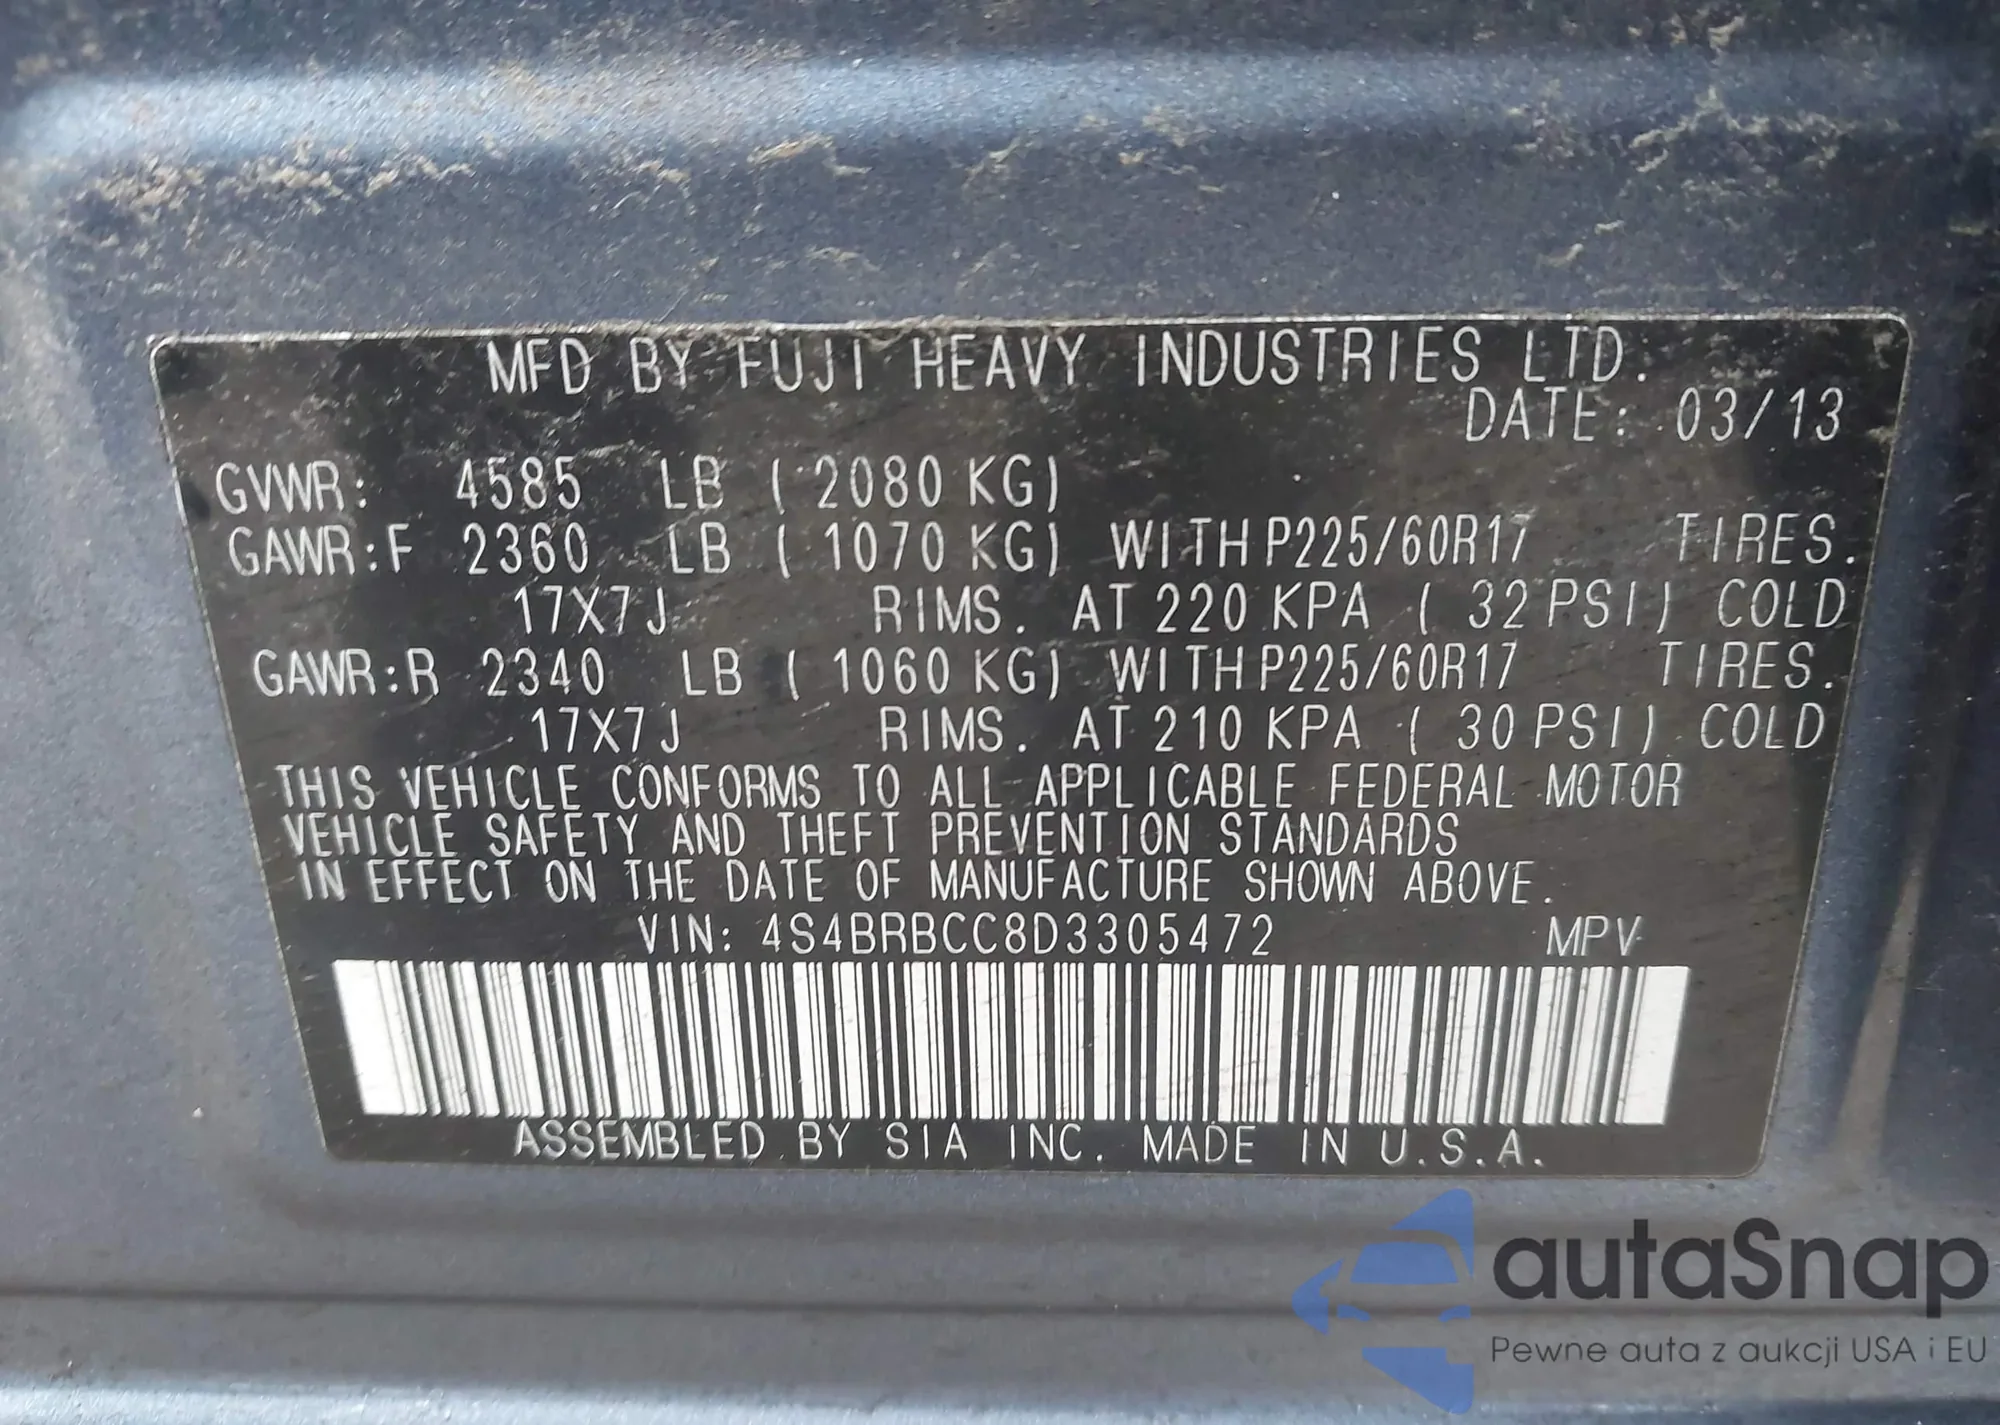 MFD BY FUJI HEAVY INDUSTRIES LTD.
DATE: 03/13
GVWR: 4585 LB ( 2080 KG)
GAWR:F 2360 LB ( 1070 KG) WITH P225/60R17 TIRES.
17X7J RIMS. AT 220 KPA ( 32 PSI) COLD
GAWR:R 2340 LB ( 1060 KG) WITH P225/60R17 TIRES.
17X7J RIMS. AT 210 KPA ( 30 PSI) COLD
THIS VEHICLE CONFORMS TO ALL APPLICABLE FEDERAL MOTOR
VEHICLE SAFETY AND THEFT PREVENTION STANDARDS
IN EFFECT ON THE DATE OF MANUFACTURE SHOWN ABOVE.
VIN: 4S4BRBCC8D3305472 MPV
ASSEMBLED BY SIA INC. MADE IN U.S.A.
autaSnap
Pewne auta z aukcji USA i EU